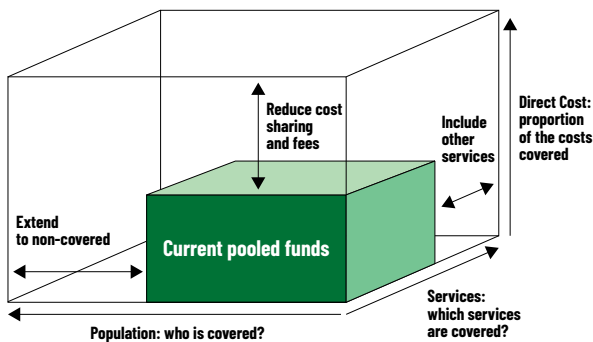 Reduce cost
sharing
and fees
Include
other
services
Direct Cost:
proportion
of the costs
covered
Extend
to non-covered
Current pooled funds
Services:
which services
are covered?
Population: who is covered?